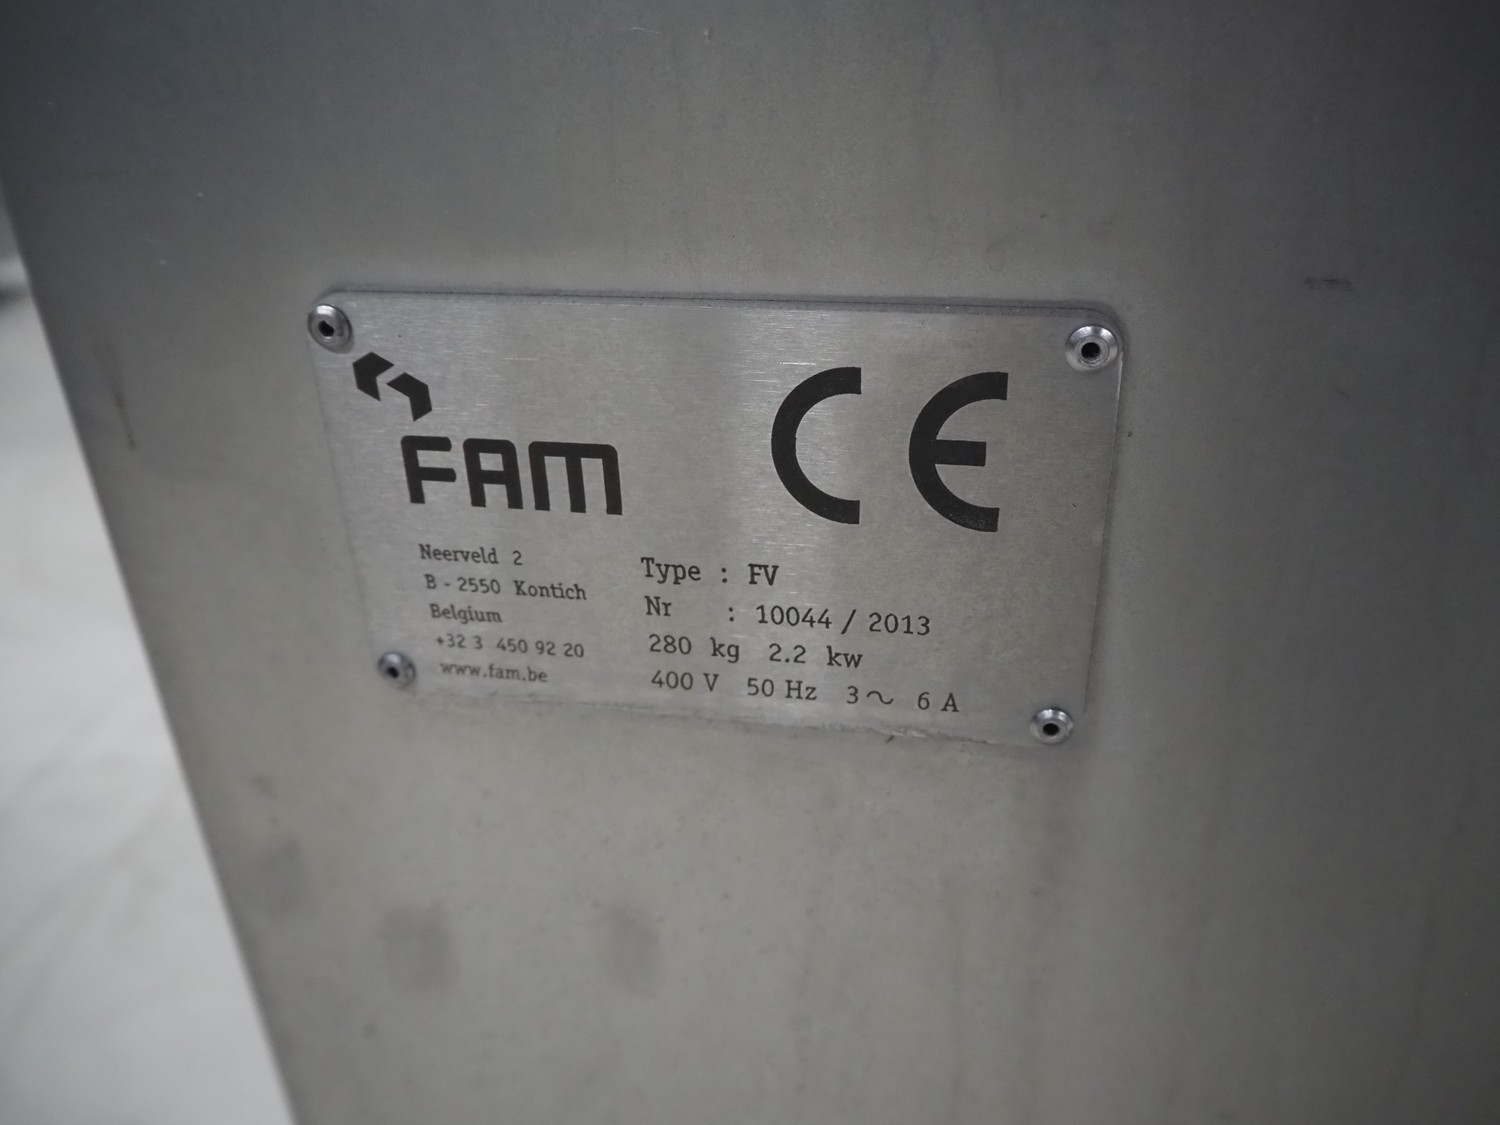 FAM
CE
Neerveld 2
B - 2550 Kontich
Belgium
+32 3 450 92 20
www.fam.be
Type : FV
Nr : 10044 / 2013
280 kg 2.2 kw
400 V 50 Hz 3～ 6 A